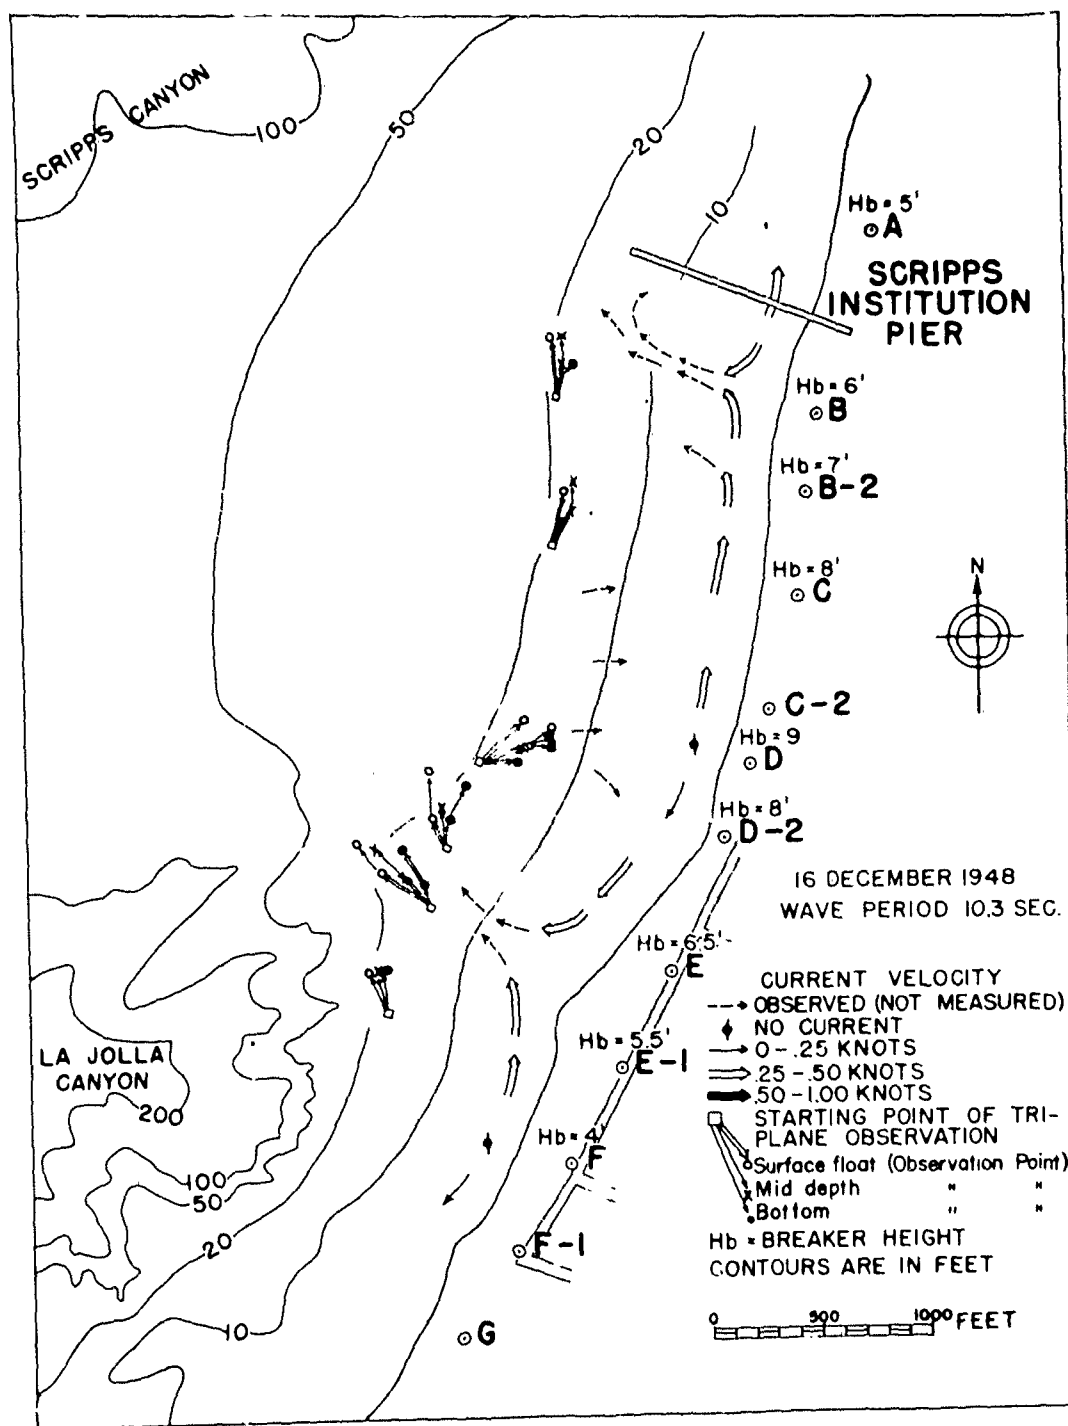 SCRIPPS CANYON
100
50
20
10
Hb = 5'
A
SCRIPPS
INSTITUTION
PIER
Hb = 6'
B
Hb = 7'
B-2
Hb = 8'
C
N
C-2
Hb = 9
D
Hb = 8'
D-2
16 DECEMBER 1948
WAVE PERIOD 10.3 SEC.
Hb = 6.5'
E
CURRENT VELOCITY
OBSERVED (NOT MEASURED)
NO CURRENT
0-.25 KNOTS
.25-.50 KNOTS
.50-1.00 KNOTS
STARTING POINT OF TRI-
PLANE OBSERVATION
Surface float (Observation Point)
Mid depth " "
Bottom " "
Hb = BREAKER HEIGHT
CONTOURS ARE IN FEET
0 500 1000 FEET
Hb = 5.5'
E-1
LA JOLLA
CANYON
200
100
50
20
10
Hb = 4'
F
F-1
G